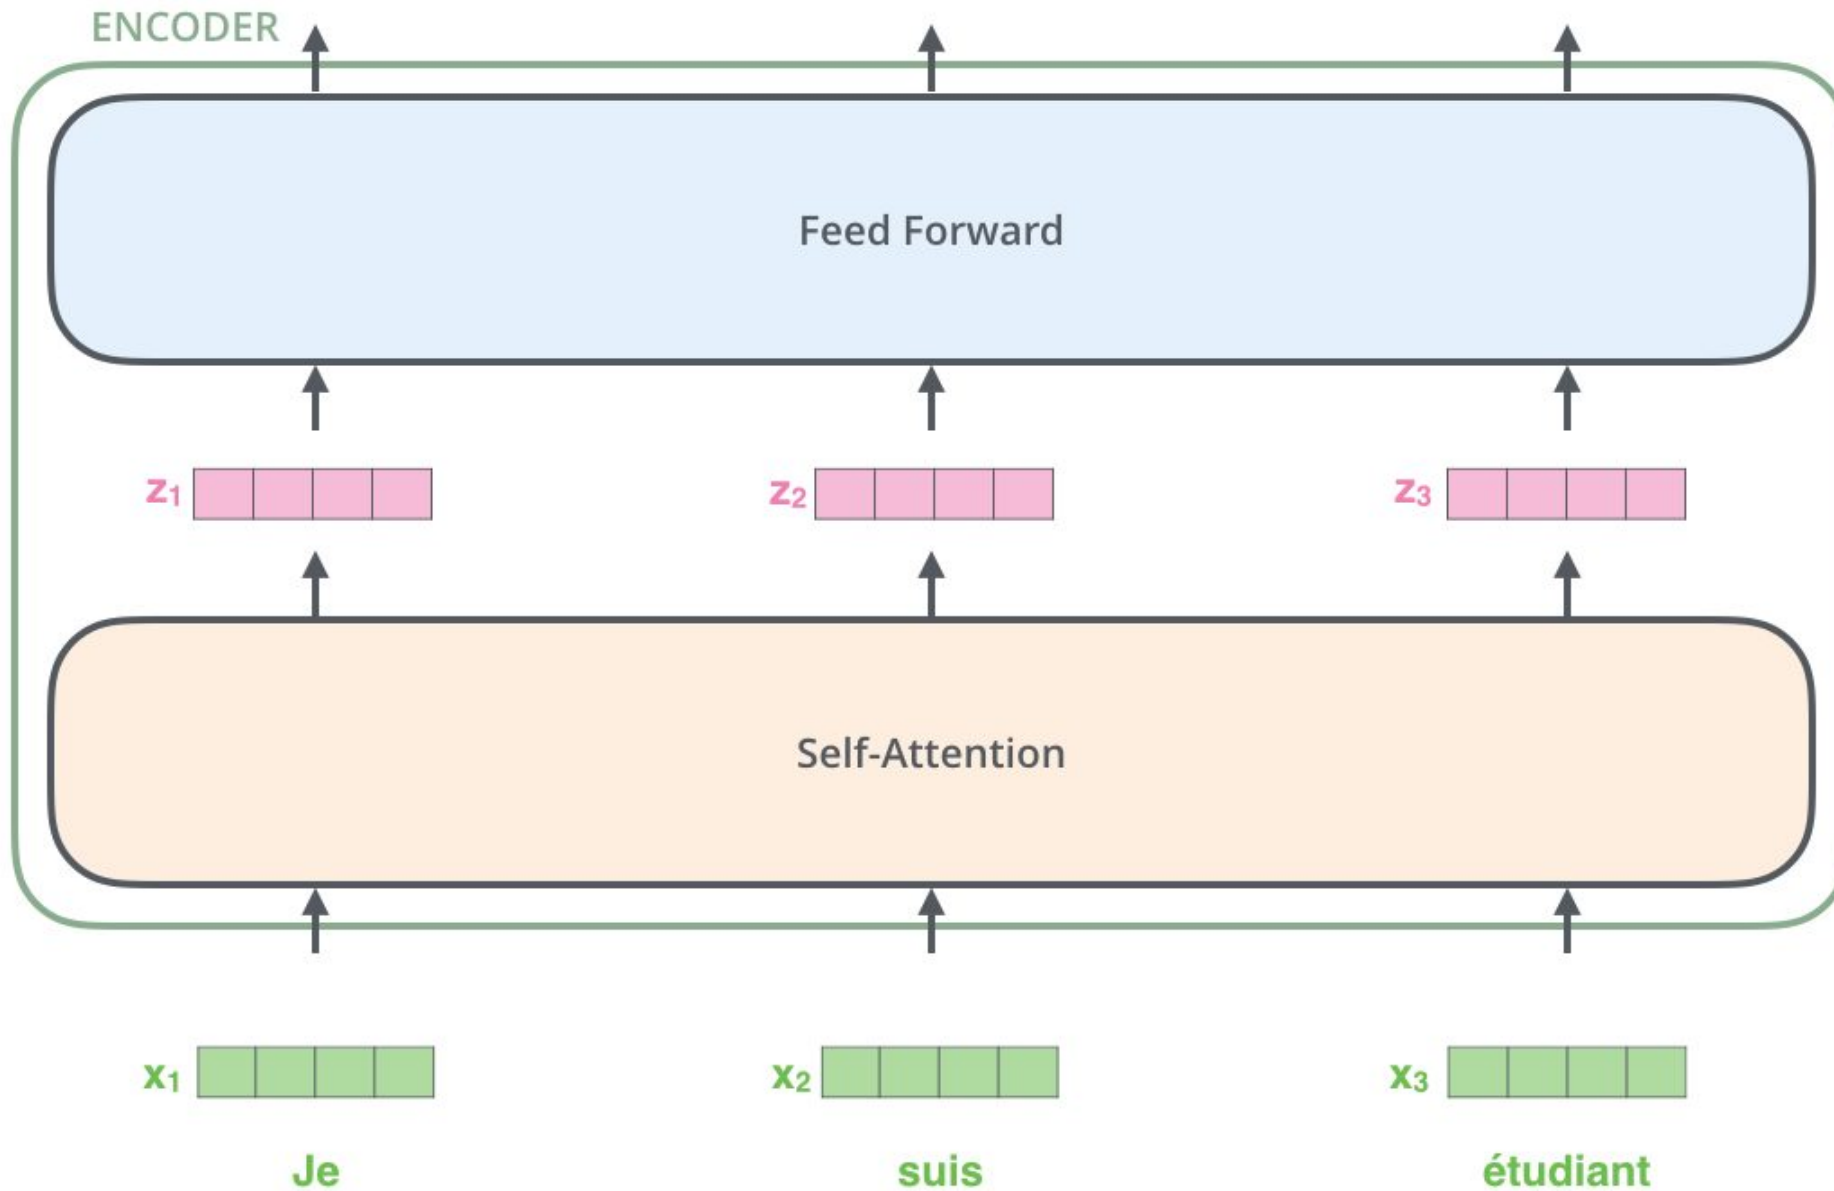 ENCODER
Feed Forward
z1 z2 z3
Self-Attention
x1 x2 x3
Je suis étudiant